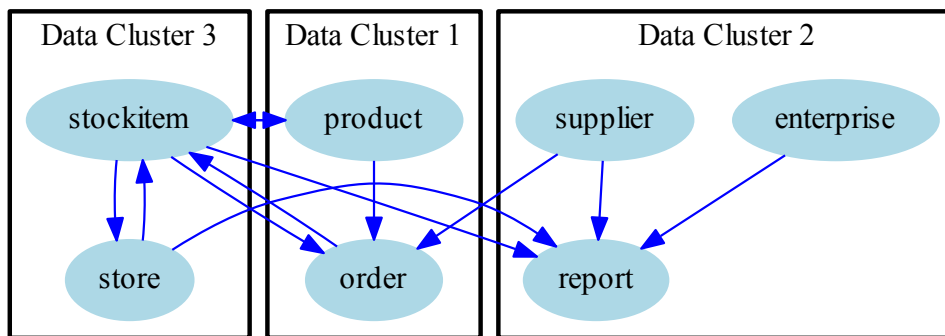 Data Cluster 3
Data Cluster 1
Data Cluster 2
stockitem
product
supplier
enterprise
store
order
report